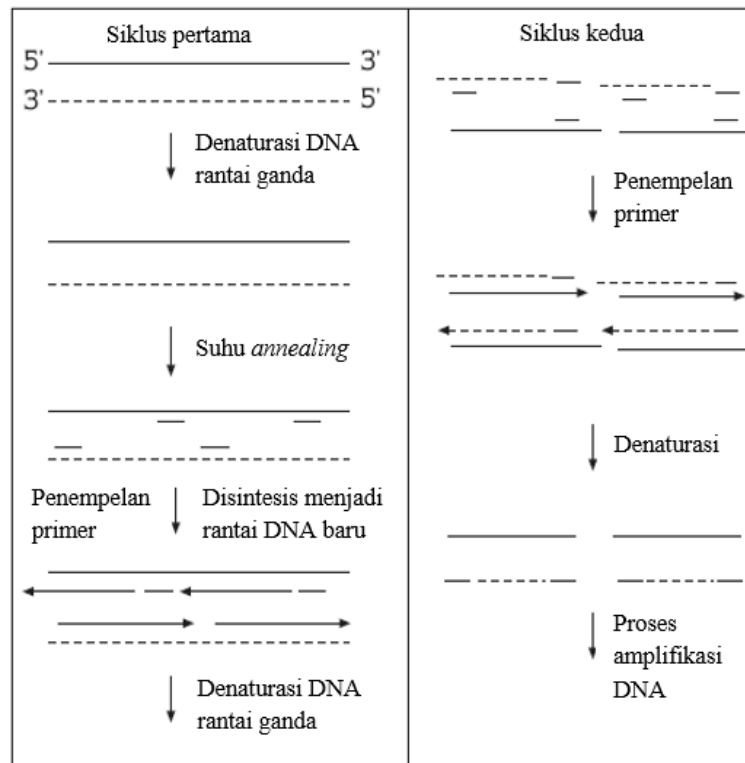 Siklus pertama
5' 3'
3' 5'
Denaturasi DNA
rantai ganda
Suhu annealing
Penempelan
primer
Disintesis menjadi
rantai DNA baru
Denaturasi DNA
rantai ganda
Siklus kedua
Penempelan
primer
Denaturasi
Proses
amplifikasi
DNA